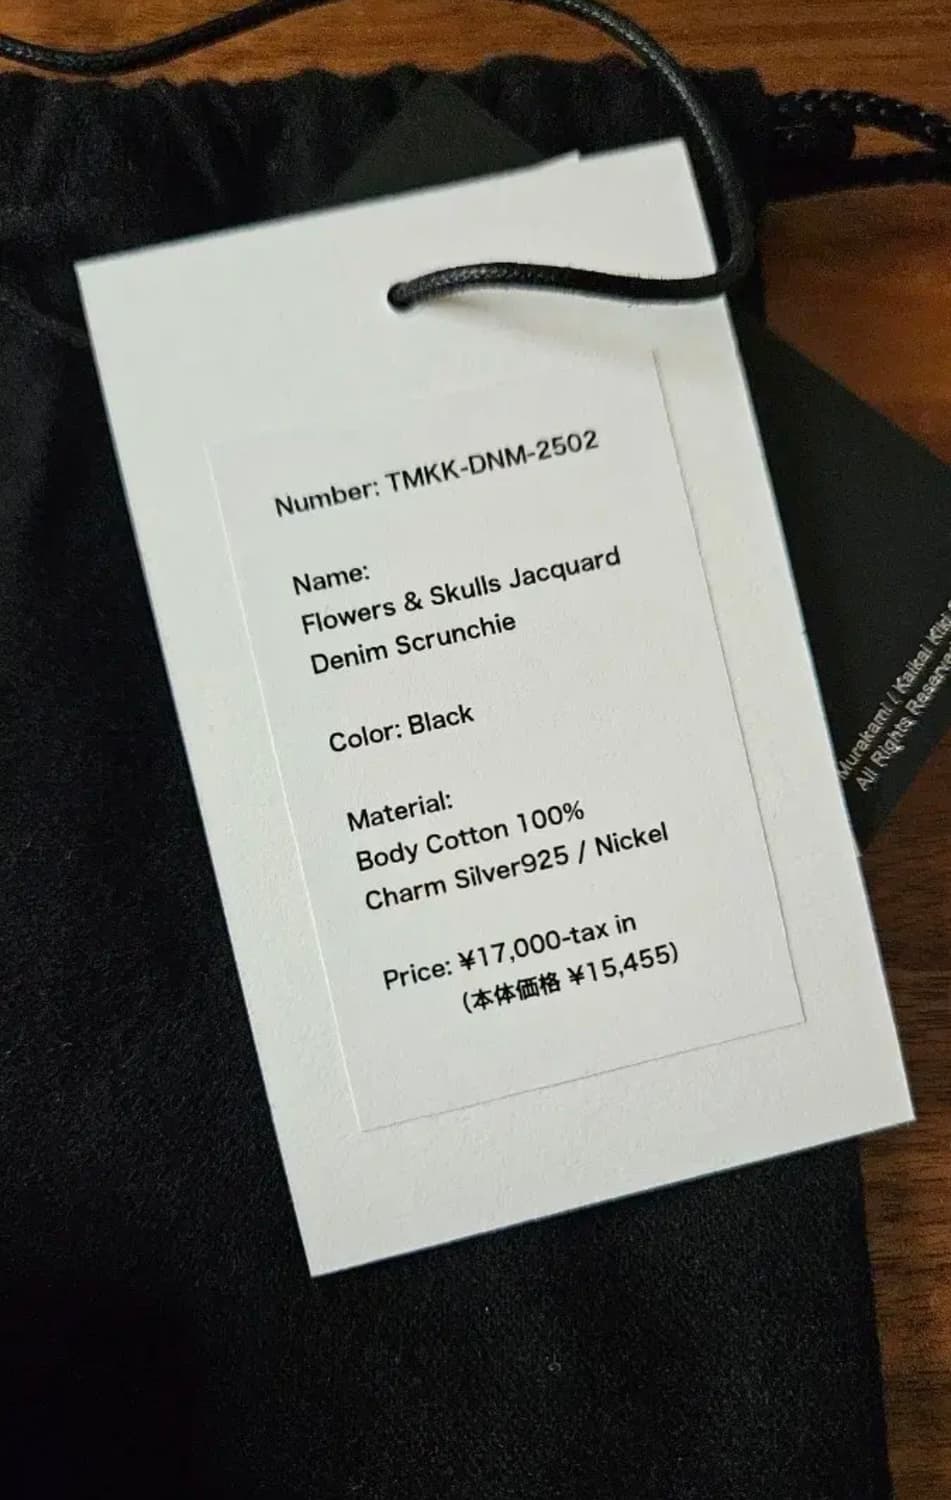 Number: TMKK-DNM-2502
Name:
Flowers & Skulls Jacquard
Denim Scrunchie
Color: Black
Material:
Body Cotton 100%
Charm Silver925 / Nickel
Price: ¥17,000-tax in
(本体価格 ¥15,455)
Murakami / Kaikai Kiki
All Rights Reserved